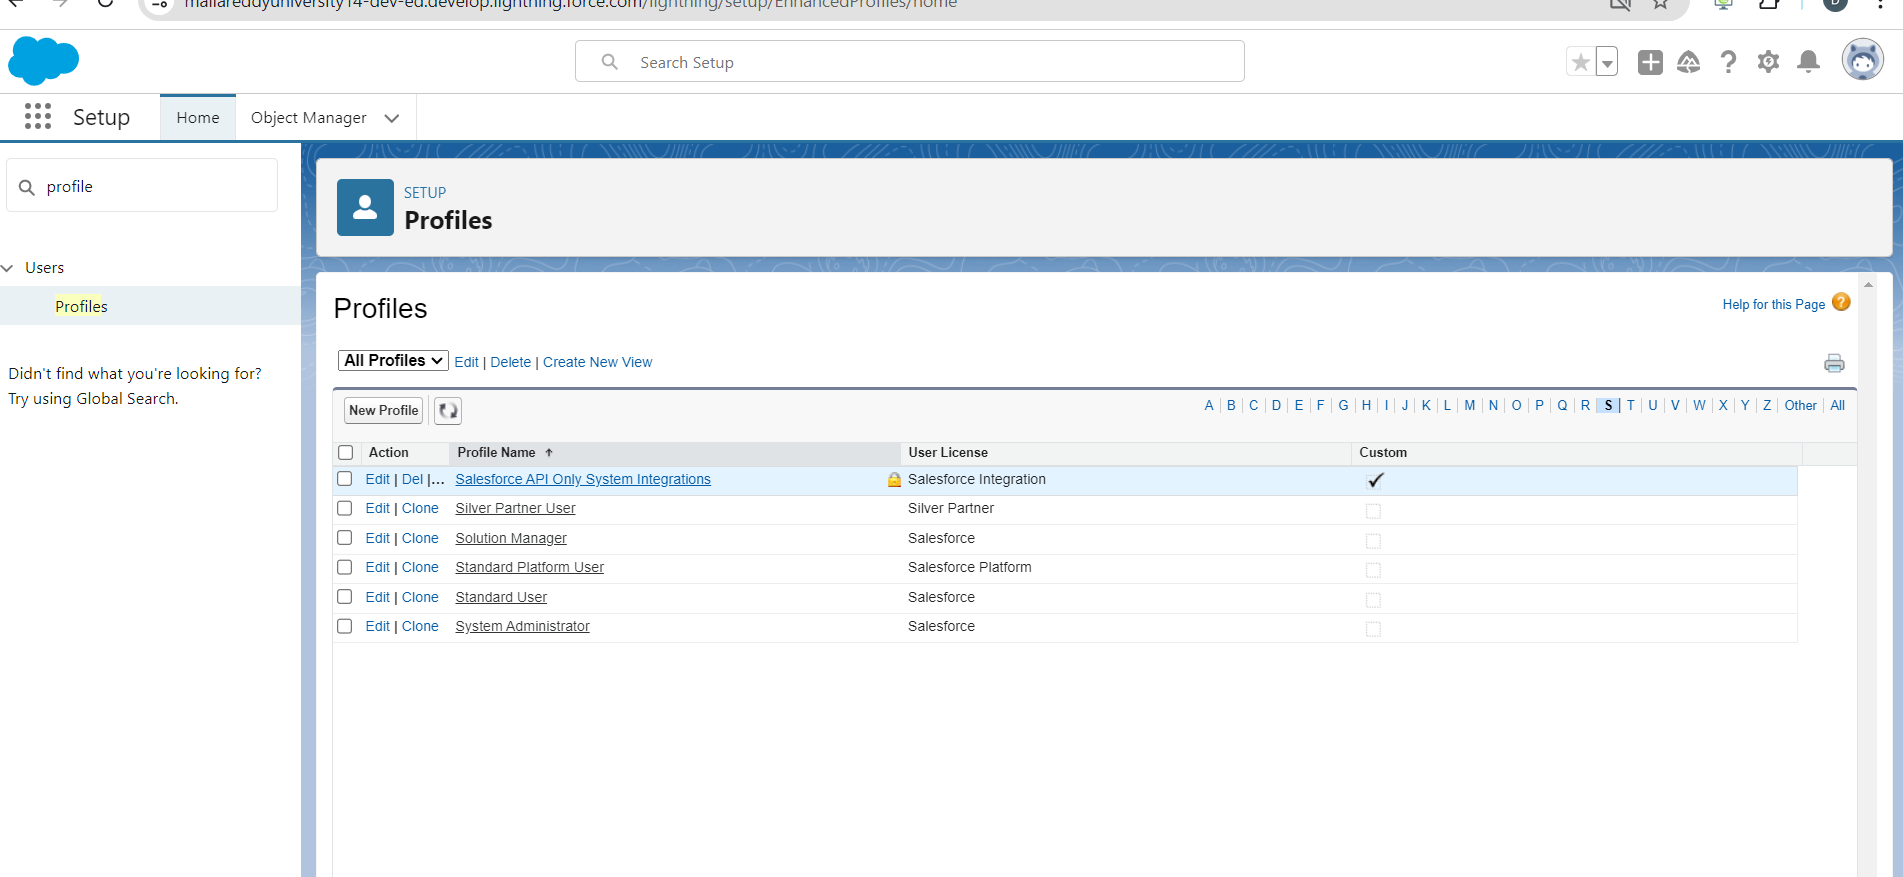 mallareddyuniversity14-dev-ed.develop.lightning.force.com/lightning/setup/EnhancedProfiles/home
D
Search Setup
Setup Home Object Manager
profile
Users
Profiles
Didn't find what you're looking for?
Try using Global Search.
SETUP
Profiles
Profiles
Help for this Page
All Profiles Edit | Delete | Create New View
New Profile
A | B | C | D | E | F | G | H | I | J | K | L | M | N | O | P | Q | R | S | T | U | V | W | X | Y | Z | Other | All
Action Profile Name ↑ User License Custom
Edit | Del |... Salesforce API Only System Integrations Salesforce Integration
Edit | Clone Silver Partner User Silver Partner
Edit | Clone Solution Manager Salesforce
Edit | Clone Standard Platform User Salesforce Platform
Edit | Clone Standard User Salesforce
Edit | Clone System Administrator Salesforce